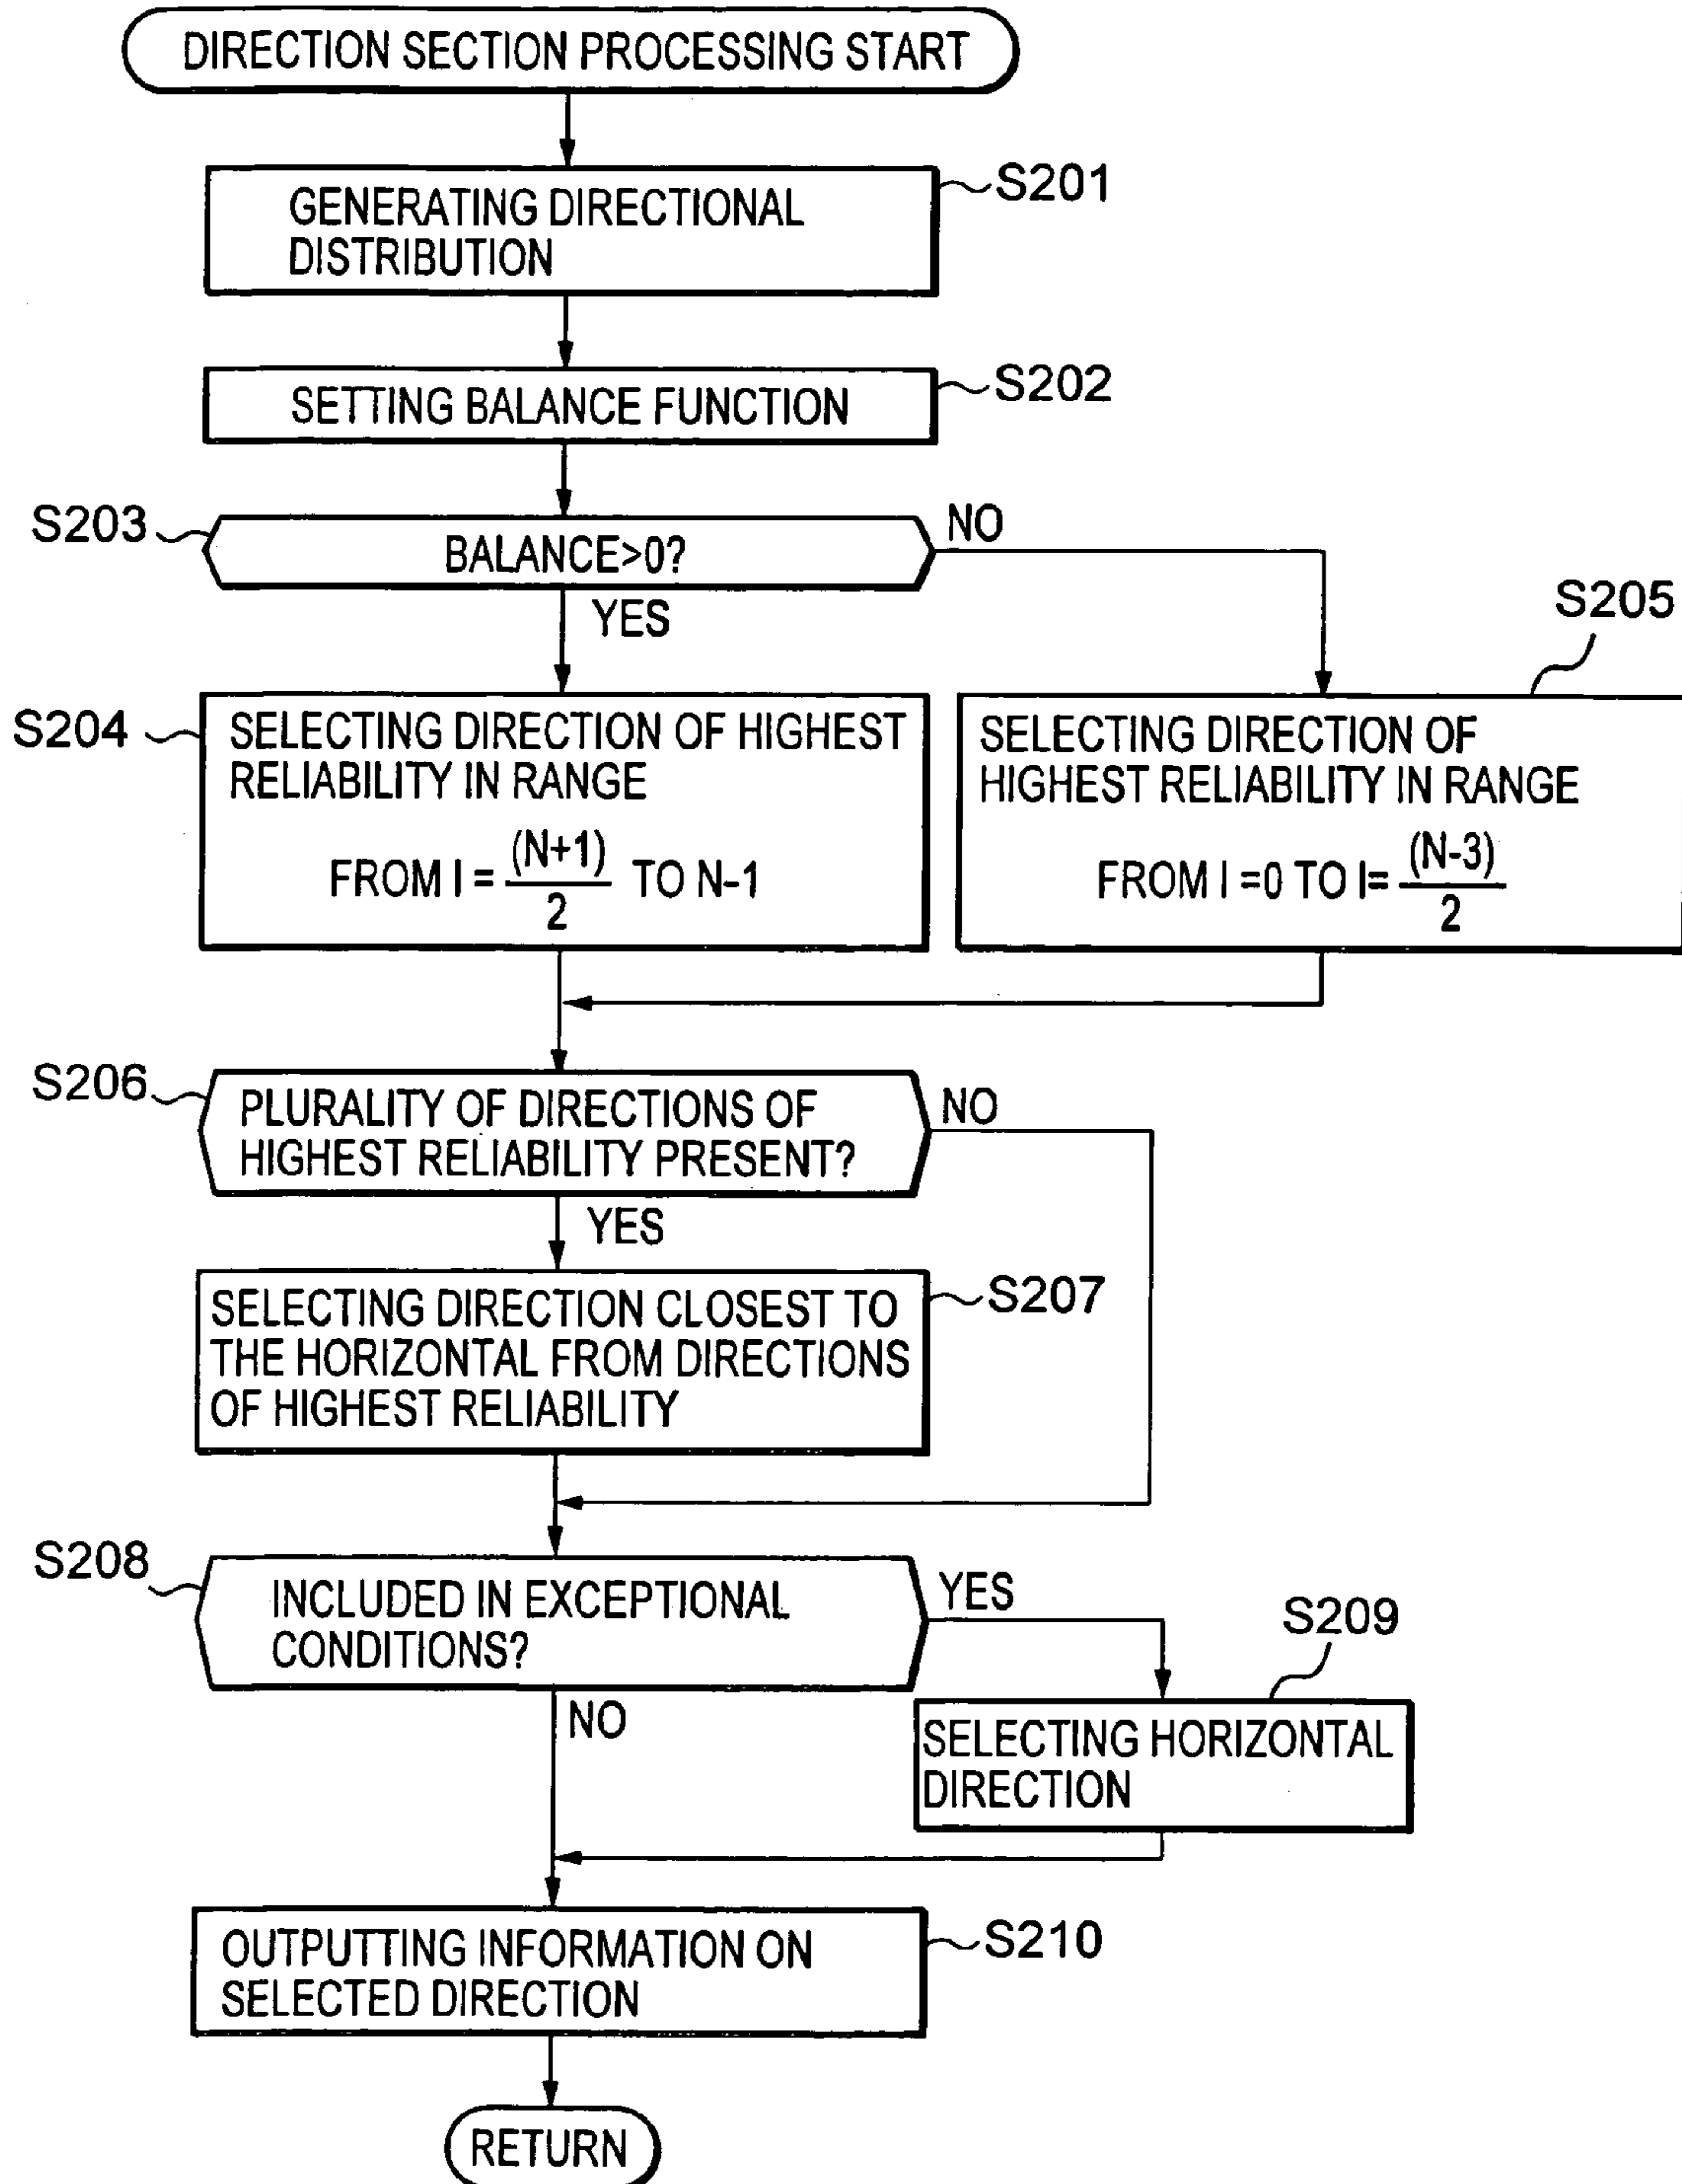 DIRECTION SECTION PROCESSING START
S201
GENERATING DIRECTIONAL
DISTRIBUTION
S202
SETTING BALANCE FUNCTION
S203
BALANCE>0?
NO
YES
S204
SELECTING DIRECTION OF HIGHEST
RELIABILITY IN RANGE
FROM I = (N+1)/2 TO N-1
S205
SELECTING DIRECTION OF
HIGHEST RELIABILITY IN RANGE
FROM I =0 TO I= (N-3)/2
S206
PLURALITY OF DIRECTIONS OF
HIGHEST RELIABILITY PRESENT?
NO
YES
S207
SELECTING DIRECTION CLOSEST TO
THE HORIZONTAL FROM DIRECTIONS
OF HIGHEST RELIABILITY
S208
INCLUDED IN EXCEPTIONAL
CONDITIONS?
YES
NO
S209
SELECTING HORIZONTAL
DIRECTION
S210
OUTPUTTING INFORMATION ON
SELECTED DIRECTION
RETURN